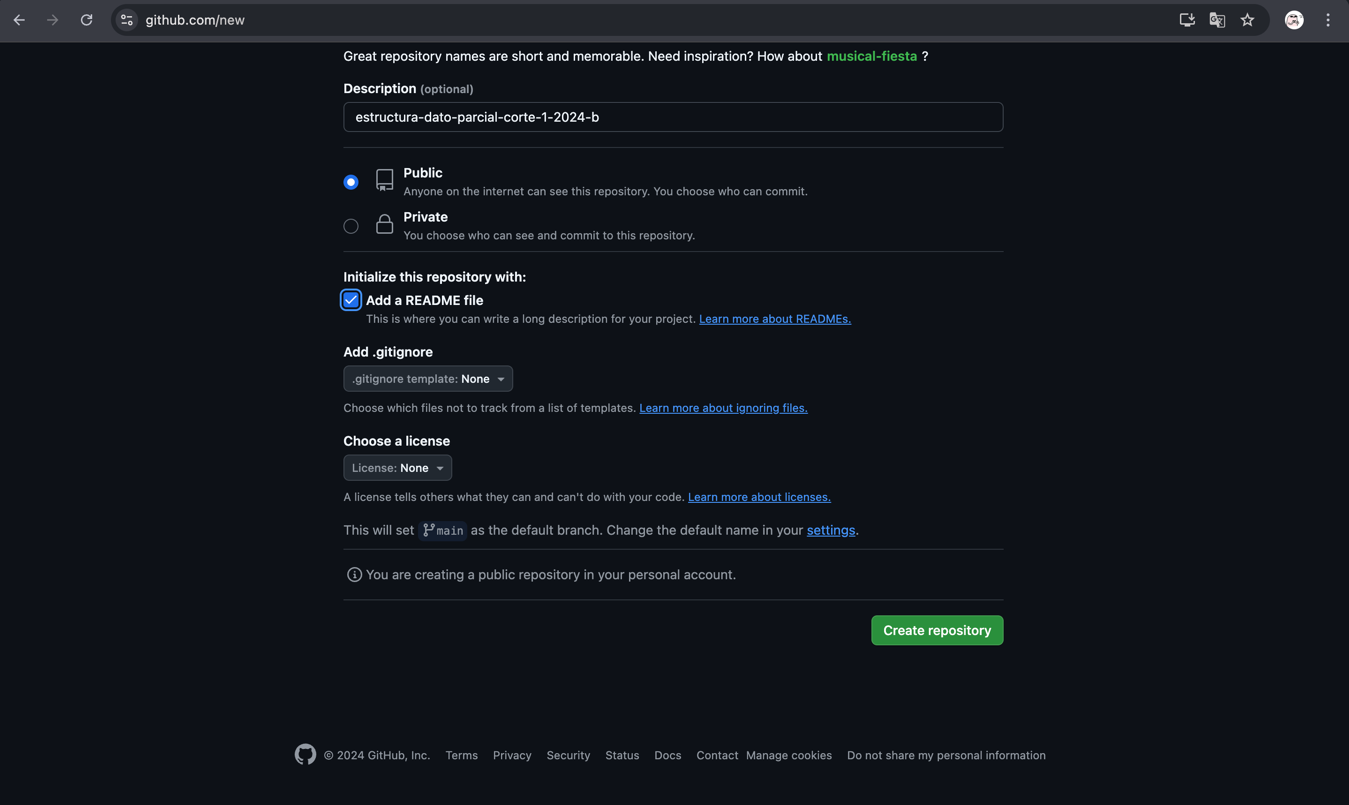 github.com/new
Great repository names are short and memorable. Need inspiration? How about musical-fiesta ?
Description (optional)
estructura-dato-parcial-corte-1-2024-b
Public
Anyone on the internet can see this repository. You choose who can commit.
Private
You choose who can see and commit to this repository.
Initialize this repository with:
Add a README file
This is where you can write a long description for your project. Learn more about READMEs.
Add .gitignore
.gitignore template: None
Choose which files not to track from a list of templates. Learn more about ignoring files.
Choose a license
License: None
A license tells others what they can and can't do with your code. Learn more about licenses.
This will set main as the default branch. Change the default name in your settings.
You are creating a public repository in your personal account.
Create repository
© 2024 GitHub, Inc. Terms Privacy Security Status Docs Contact Manage cookies Do not share my personal information